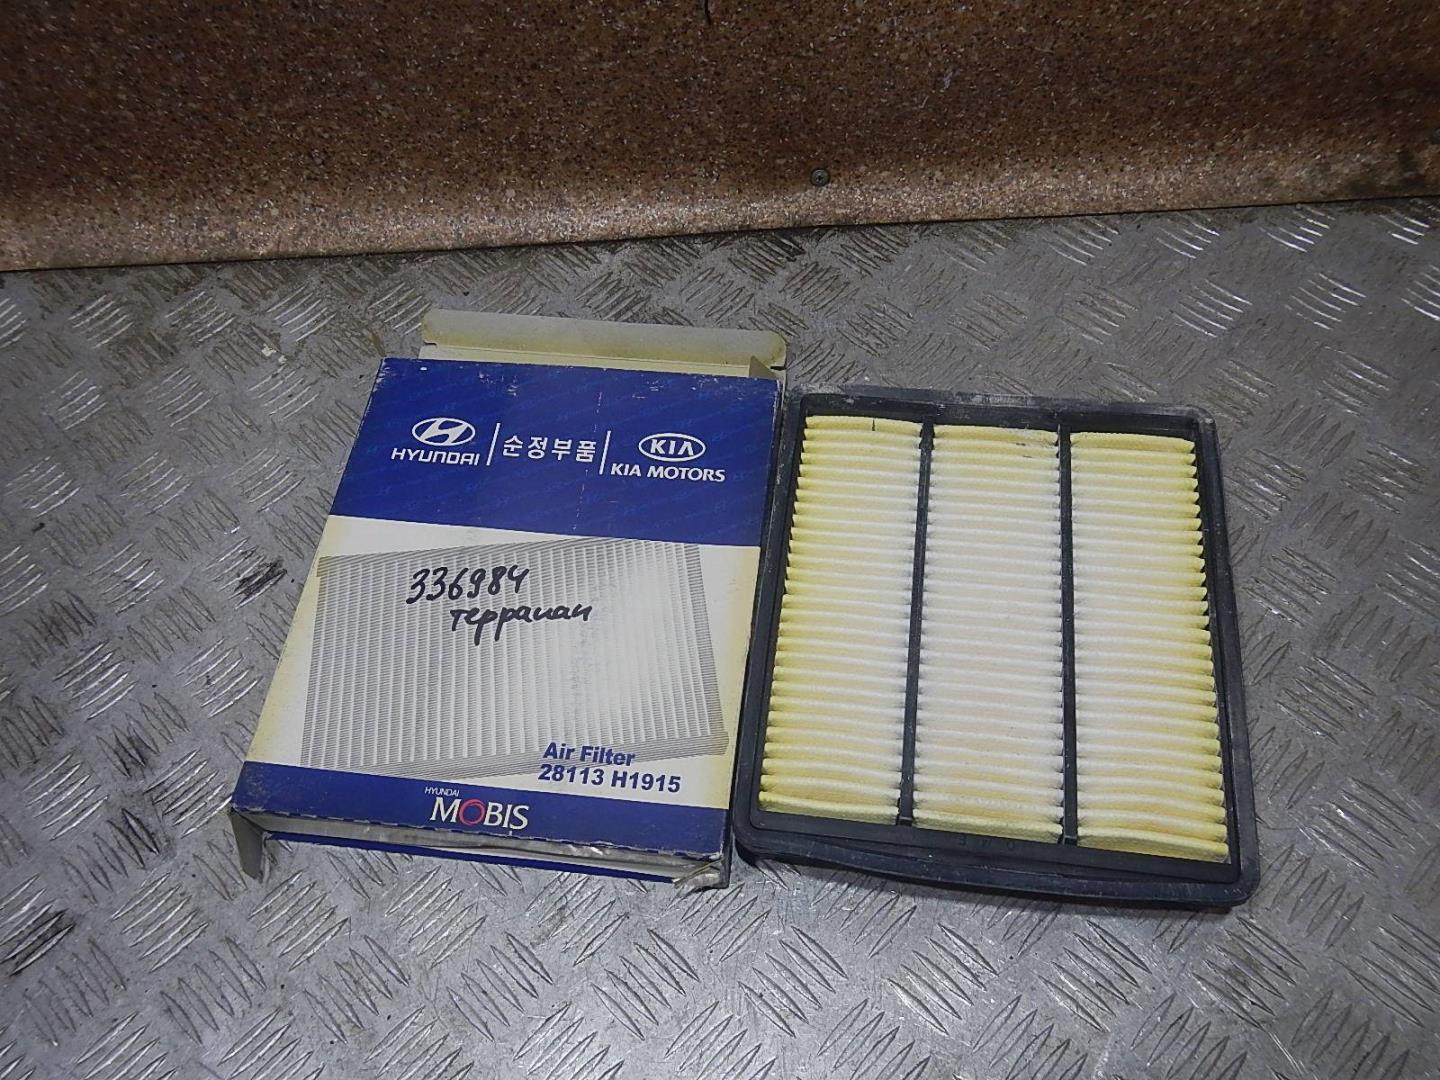 HYUNDAI
순정부품
KIA
KIA MOTORS
336984
терракан
Air Filter
28113 H1915
HYUNDAI
MOBIS